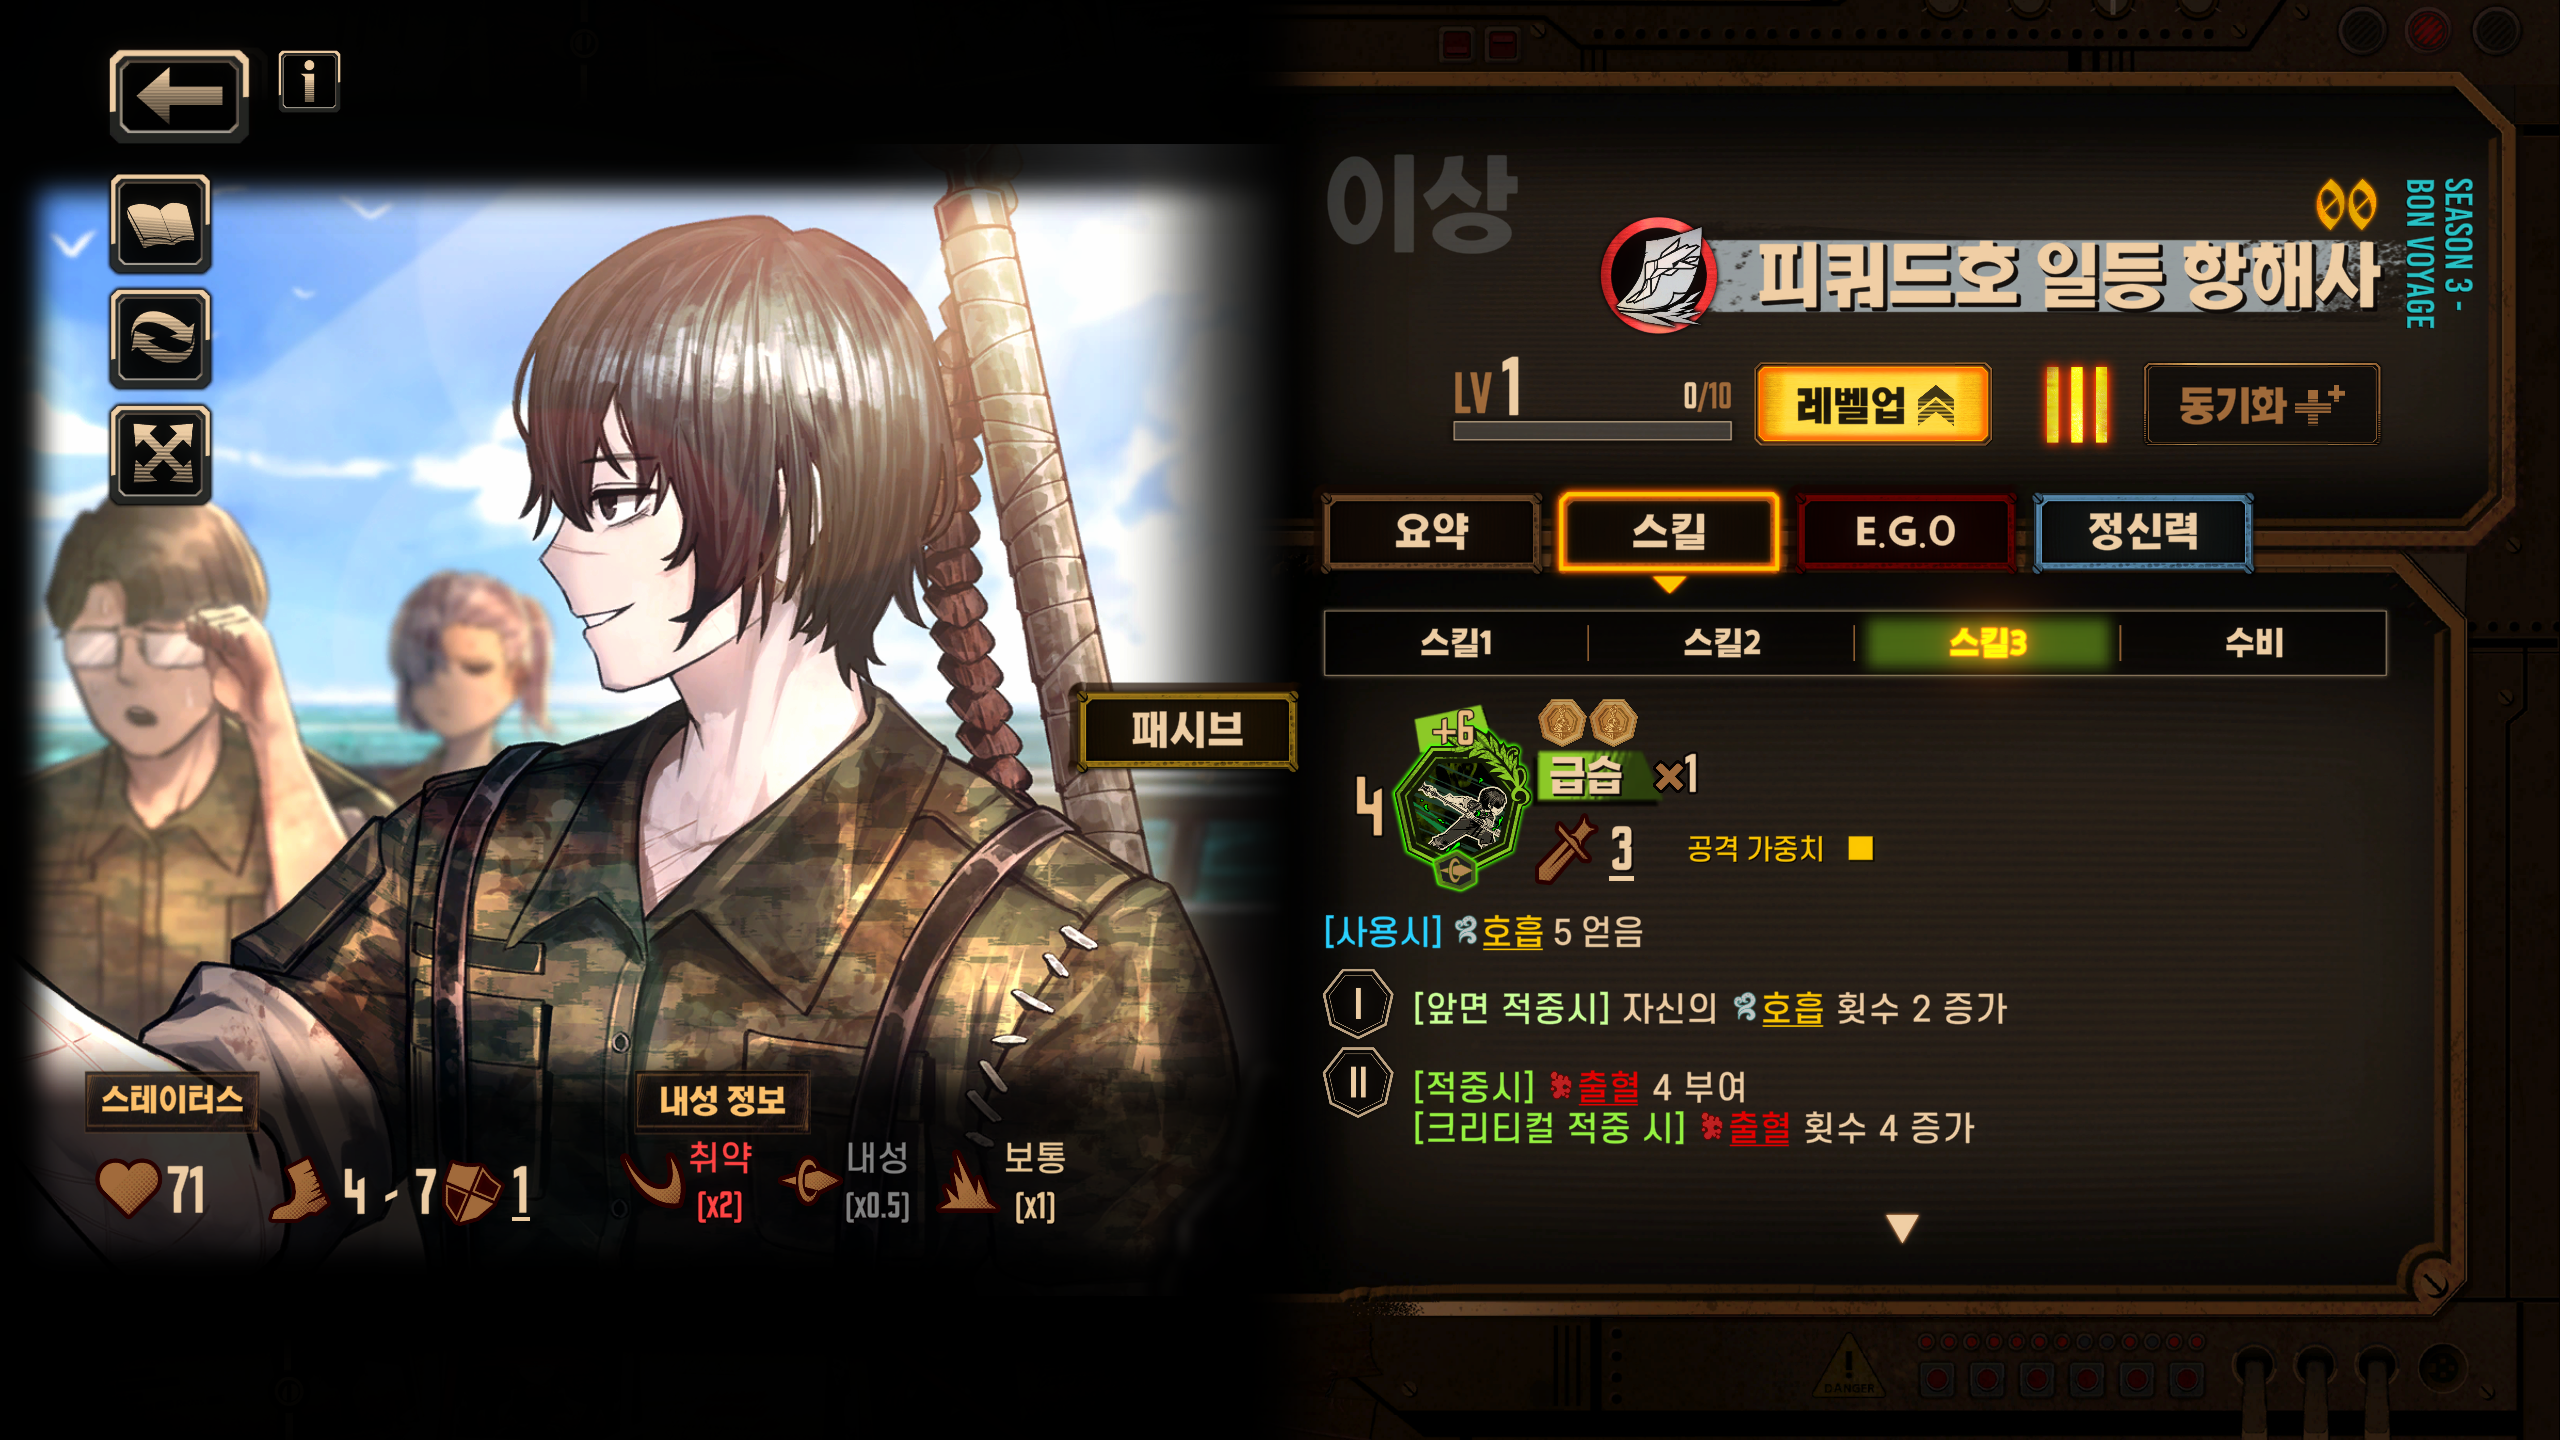 이상
피쿼드호 일등 항해사
SEASON 3 -
BON VOYAGE
LV 1
0/10
레벨업
동기화
요약
스킬
E.G.O
정신력
스킬1
스킬2
스킬3
수비
패시브
+6
4
급습 ×1
3
공격 가중치
[사용시] 호흡 5 얻음
I
[앞면 적중시] 자신의 호흡 횟수 2 증가
II
[적중시] 출혈 4 부여
[크리티컬 적중 시] 출혈 횟수 4 증가
스테이터스
71
4 - 7
1
내성 정보
취약
[x2]
내성
[x0.5]
보통
[x1]
DANGER